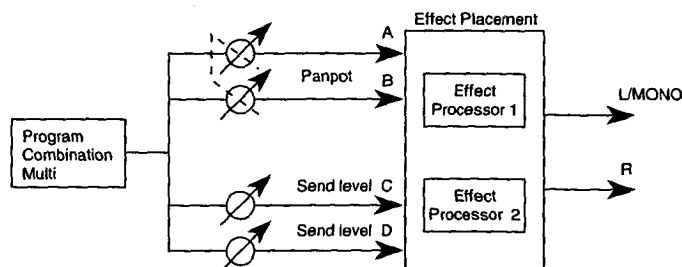 Effect Placement
A
Panpot
B
Effect
Processor 1
L/MONO
Program
Combination
Multi
R
Send level C
Effect
Processor 2
Send level D